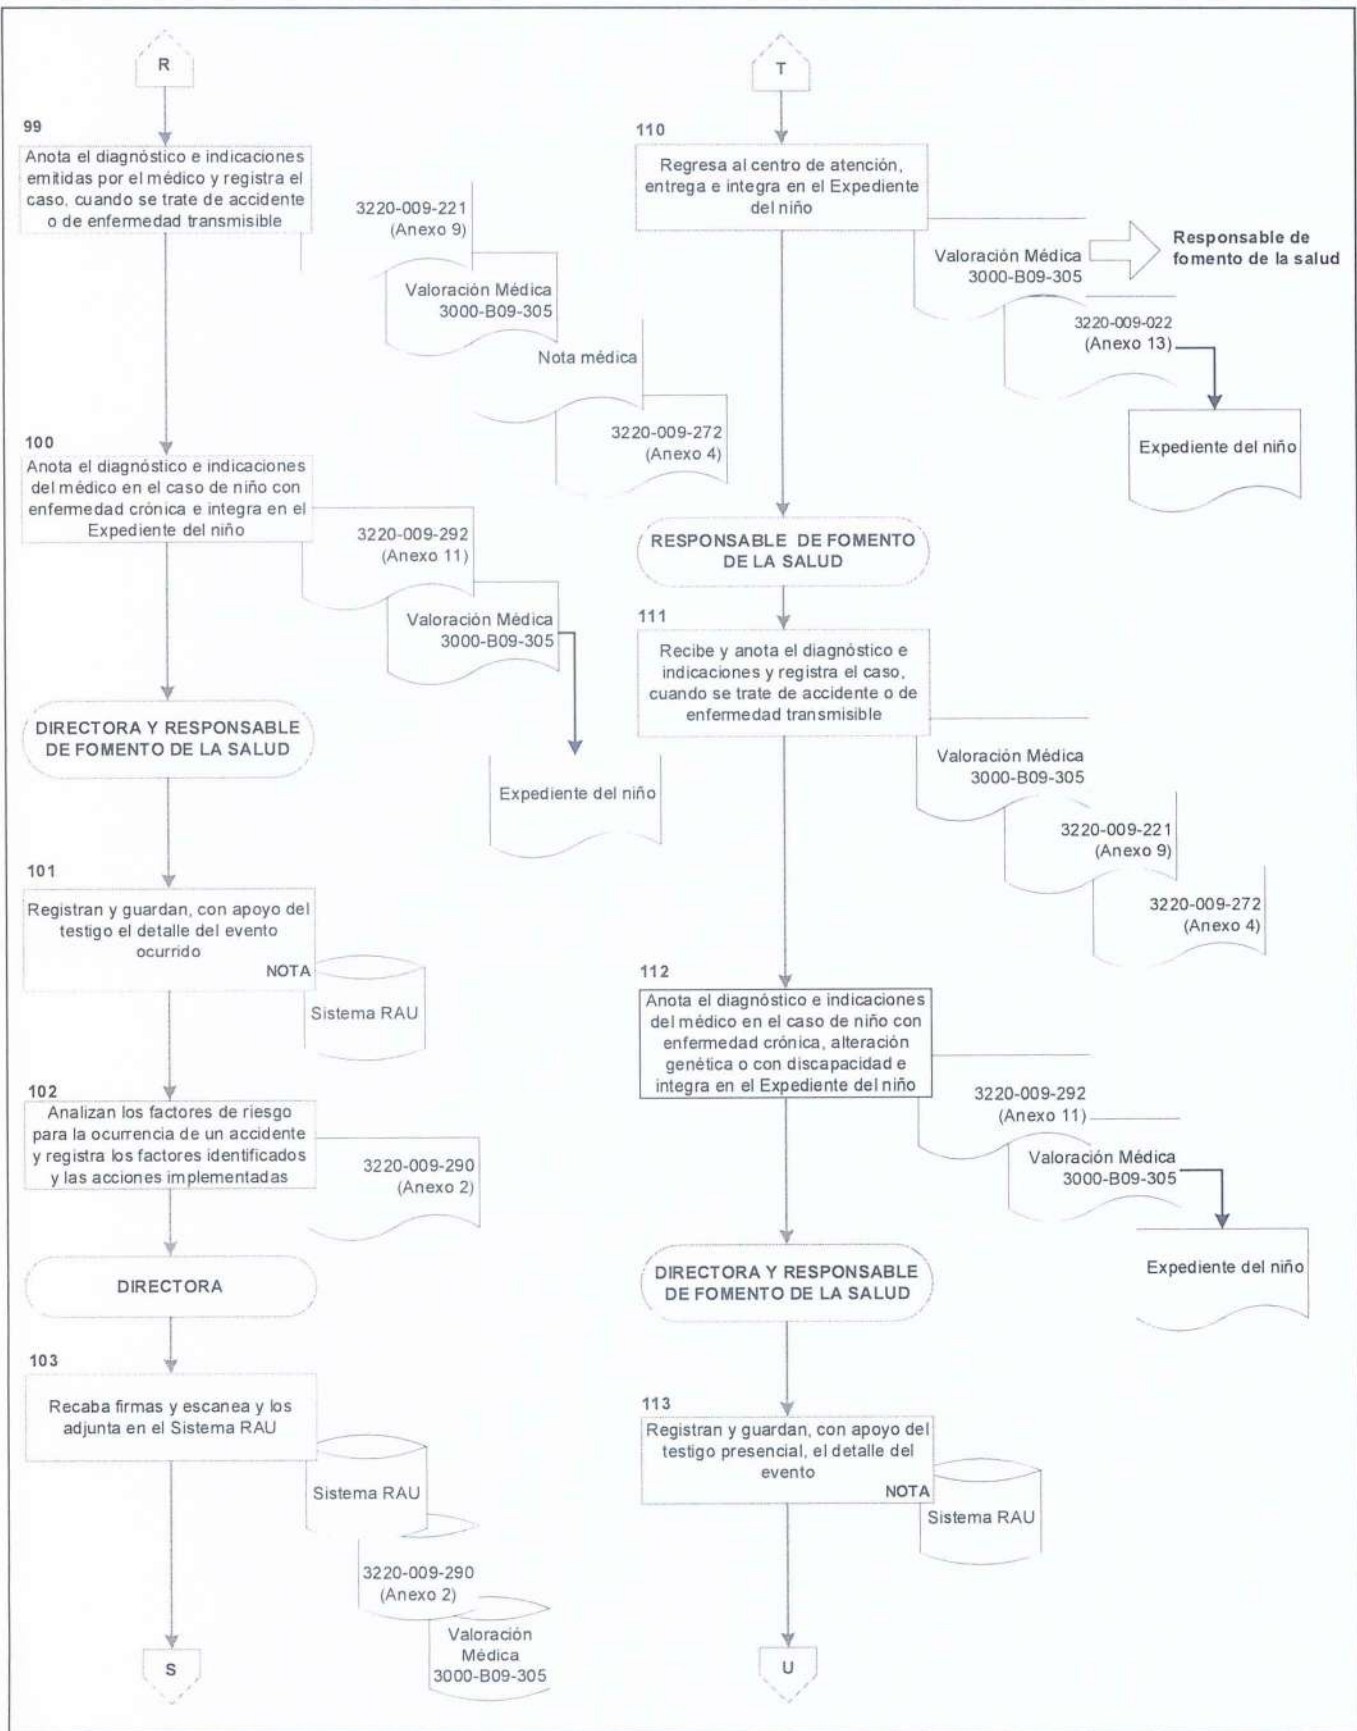 R
99
Anota el diagnóstico e indicaciones
emitidas por el médico y registra el
caso, cuando se trate de accidente
o de enfermedad transmisible
3220-009-221
(Anexo 9)
Valoración Médica
3000-B09-305
Nota médica
3220-009-272
(Anexo 4)
100
Anota el diagnóstico e indicaciones
del médico en el caso de niño con
enfermedad crónica e integra en el
Expediente del niño
3220-009-292
(Anexo 11)
Valoración Médica
3000-B09-305
Expediente del niño
DIRECTORA Y RESPONSABLE
DE FOMENTO DE LA SALUD
101
Registran y guardan, con apoyo del
testigo el detalle del evento
ocurrido
NOTA
Sistema RAU
102
Analizan los factores de riesgo
para la ocurrencia de un accidente
y registra los factores identificados
y las acciones implementadas
3220-009-290
(Anexo 2)
DIRECTORA
103
Recaba firmas y escanea y los
adjunta en el Sistema RAU
Sistema RAU
3220-009-290
(Anexo 2)
Valoración
Médica
3000-B09-305
S
T
110
Regresa al centro de atención,
entrega e integra en el Expediente
del niño
Valoración Médica
3000-B09-305
Responsable de
fomento de la salud
3220-009-022
(Anexo 13)
Expediente del niño
RESPONSABLE DE FOMENTO
DE LA SALUD
111
Recibe y anota el diagnóstico e
indicaciones y registra el caso,
cuando se trate de accidente o de
enfermedad transmisible
Valoración Médica
3000-B09-305
3220-009-221
(Anexo 9)
3220-009-272
(Anexo 4)
112
Anota el diagnóstico e indicaciones
del médico en el caso de niño con
enfermedad crónica, alteración
genética o con discapacidad e
integra en el Expediente del niño
3220-009-292
(Anexo 11)
Valoración Médica
3000-B09-305
Expediente del niño
DIRECTORA Y RESPONSABLE
DE FOMENTO DE LA SALUD
113
Registran y guardan, con apoyo del
testigo presencial, el detalle del
evento
NOTA
Sistema RAU
U